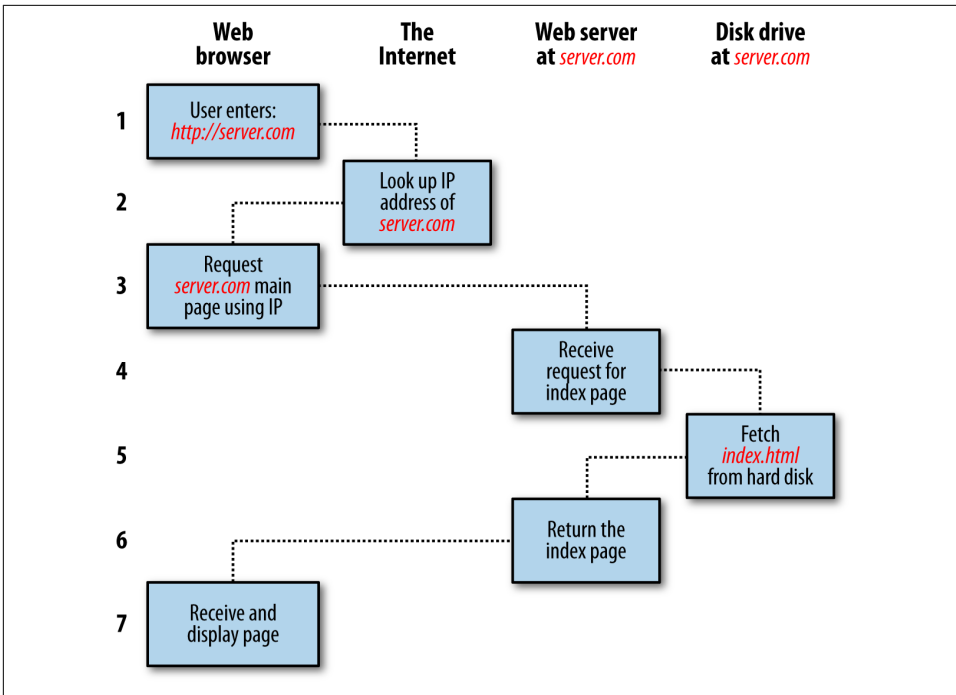 Web
browser
The
Internet
Web server
at server.com
Disk drive
at server.com
1
User enters:
http://server.com
2
Look up IP
address of
server.com
3
Request
server.com main
page using IP
4
Receive
request for
index page
5
Fetch
index.html
from hard disk
6
Return the
index page
7
Receive and
display page